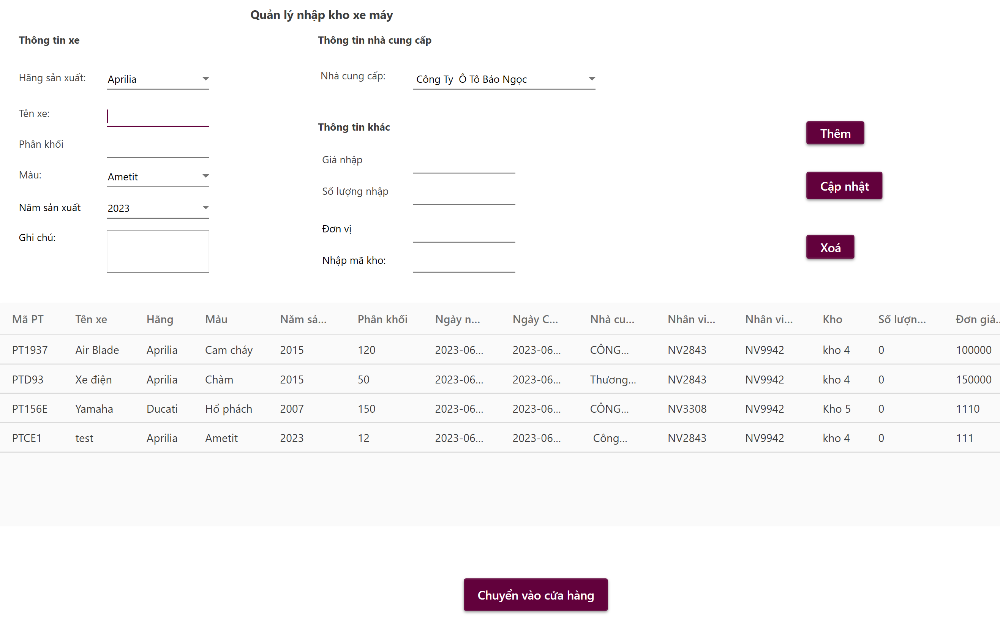 Quản lý nhập kho xe máy
Thông tin xe
Hãng sản xuất: Aprilia
Tên xe:
Phân khối
Màu: Ametit
Năm sản xuất 2023
Ghi chú:
Thông tin nhà cung cấp
Nhà cung cấp: Công Ty  Ô Tô Bảo Ngọc
Thông tin khác
Giá nhập
Số lượng nhập
Đơn vị
Nhập mã kho:
Thêm
Cập nhật
Xoá
Mã PT Tên xe Hãng Màu Năm sả... Phân khối Ngày n... Ngày C... Nhà cu... Nhân vi... Nhân vi... Kho Số lượn... Đơn giá..
PT1937 Air Blade Aprilia Cam cháy 2015 120 2023-06... 2023-06... CÔNG... NV2843 NV9942 kho 4 0 100000
PTD93 Xe điện Aprilia Chàm 2015 50 2023-06... 2023-06... Thương... NV2843 NV9942 kho 4 0 150000
PT156E Yamaha Ducati Hổ phách 2007 150 2023-06... 2023-06... CÔNG... NV3308 NV9942 Kho 5 0 1110
PTCE1 test Aprilia Ametit 2023 12 2023-06... 2023-06... Công... NV2843 NV9942 kho 4 0 111
Chuyển vào cửa hàng